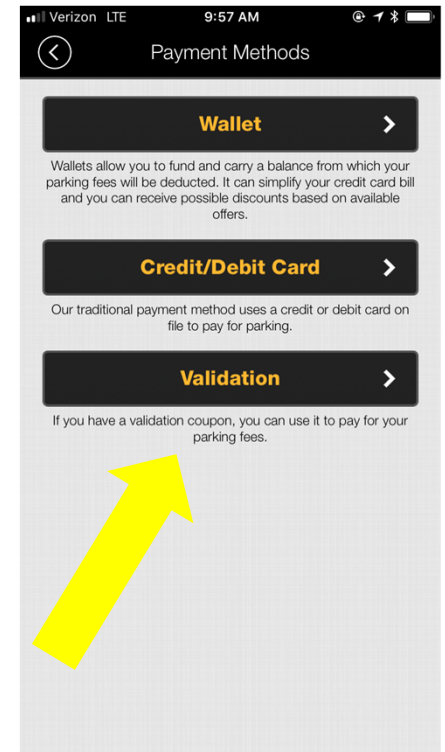 Verizon LTE 9:57 AM
Payment Methods
Wallet
Wallets allow you to fund and carry a balance from which your
parking fees will be deducted. It can simplify your credit card bill
and you can receive possible discounts based on available
offers.
Credit/Debit Card
Our traditional payment method uses a credit or debit card on
file to pay for parking.
Validation
If you have a validation coupon, you can use it to pay for your
parking fees.